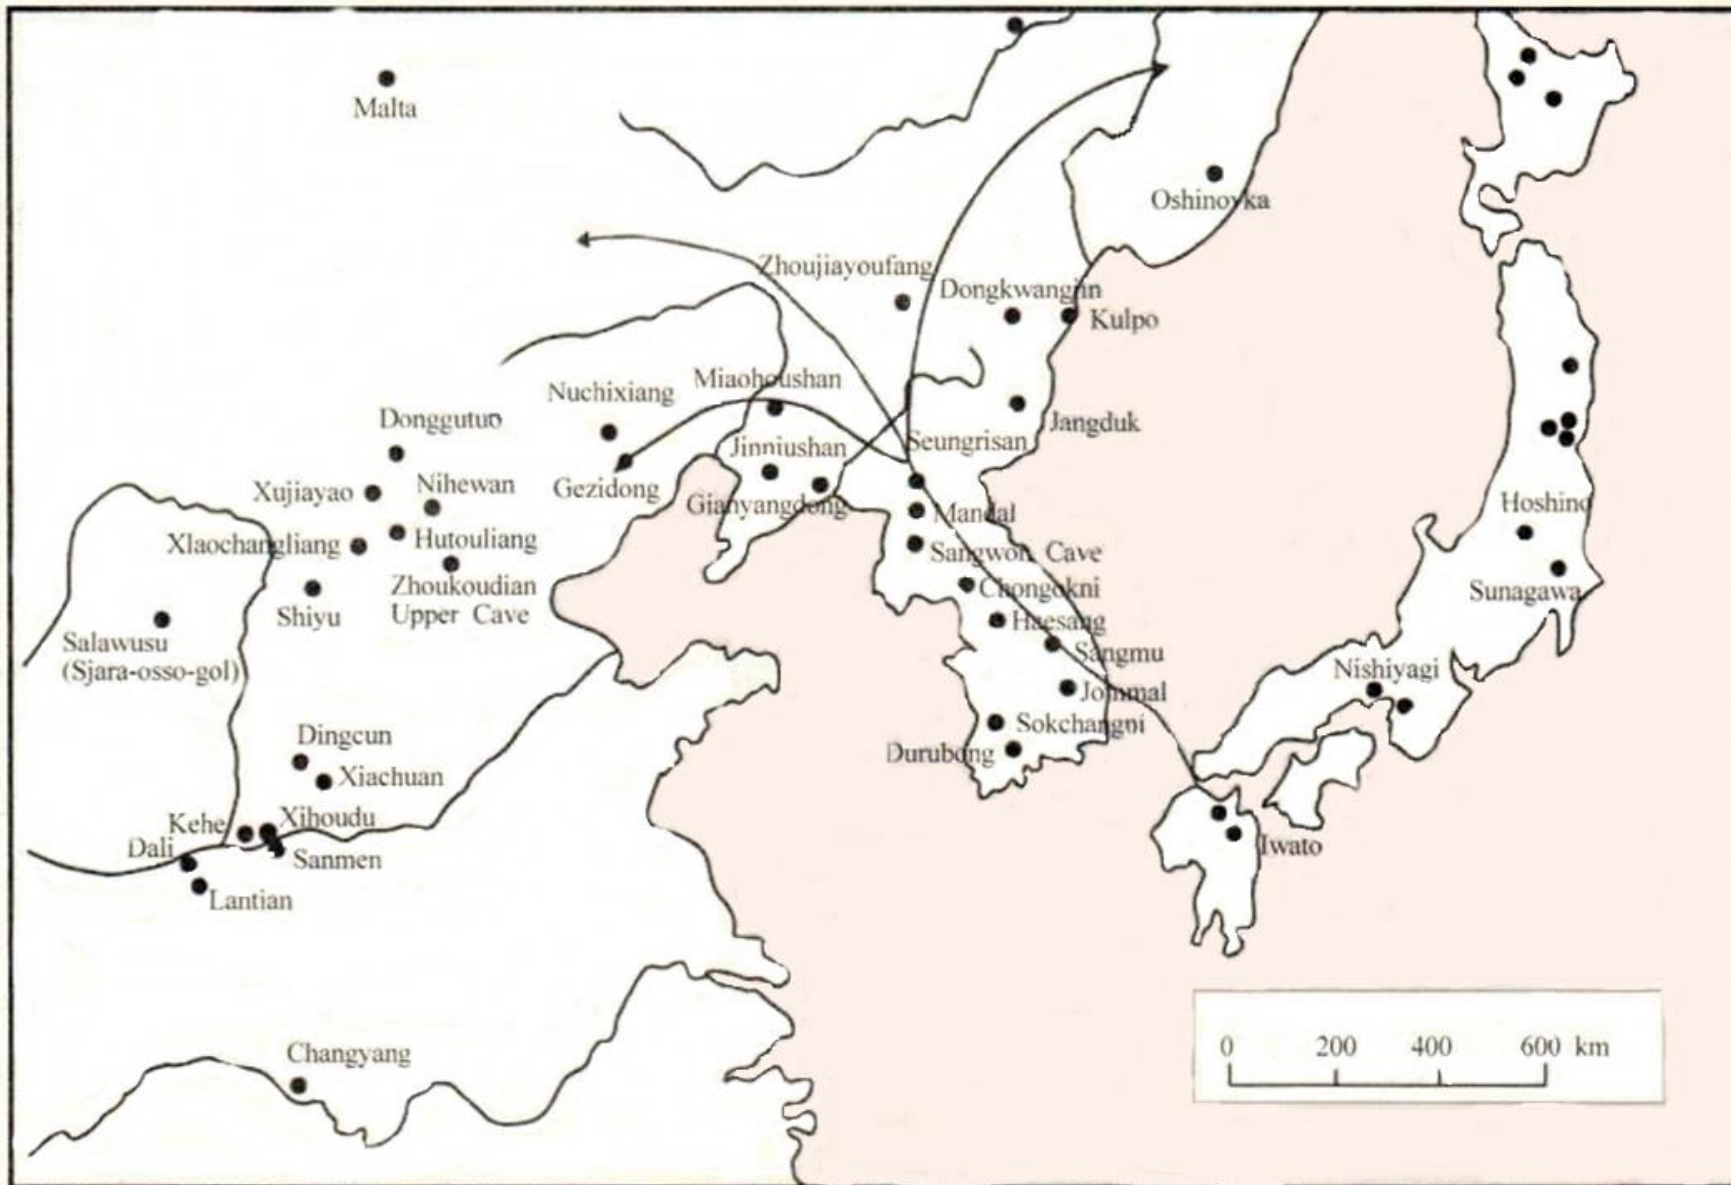 Malta
Oshinovka
Zhoujiayoufang
Dongkwangjin
Kulpo
Miaohoushan
Nuchixiang
Donggutuo
Jangduk
Seungrisan
Jinniushan
Xujiayao
Nihewan
Gezidong
Gianyangdong
Mandal
Hoshino
Xlaochangliang
Hutouliang
Sangwon Cave
Zhoukoudian
Upper Cave
Chongokni
Sunagawa
Shiyu
Haesang
Salawusu
(Sjara-osso-gol)
Sangmu
Nishiyagi
Jommal
Sokchangni
Dingcun
Durubong
Xiachuan
Kehe
Xihoudu
Dali
Sanmen
Iwato
Lantian
Changyang
0 200 400 600 km